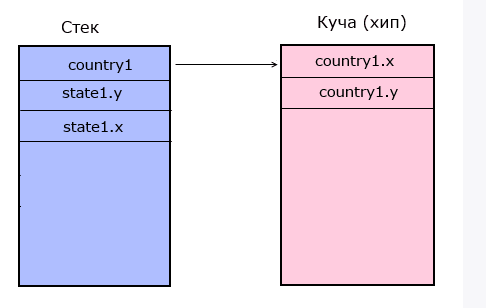 Стек
country1
state1.y
state1.x
Куча (хип)
country1.x
country1.y